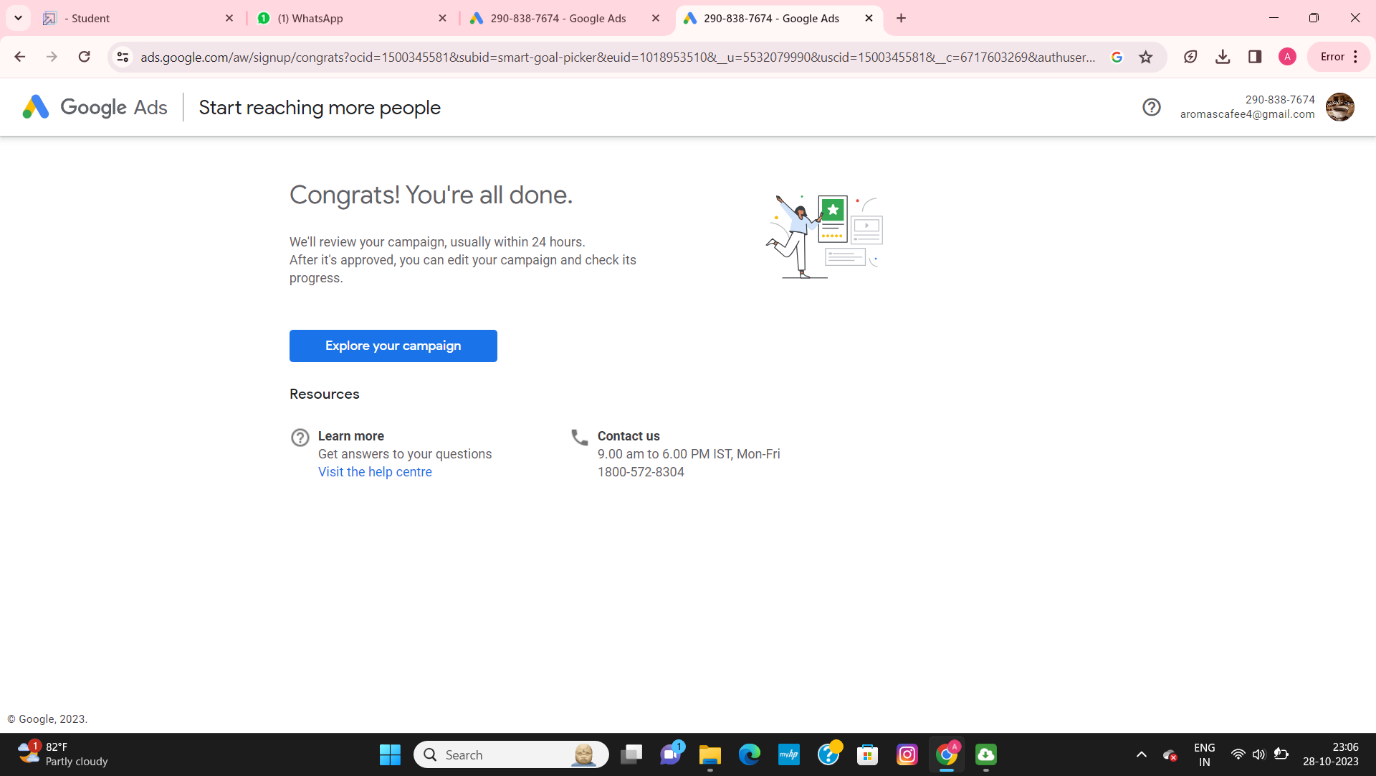 - Student
(1) WhatsApp
290-838-7674 - Google Ads
290-838-7674 - Google Ads
ads.google.com/aw/signup/congrats?ocid=1500345581&subid=smart-goal-picker&euid=1018953510&__u=5532079990&uscid=1500345581&__c=6717603269&authuser...
A
Error
Google Ads
Start reaching more people
290-838-7674
aromascafee4@gmail.com
Congrats! You're all done.
We'll review your campaign, usually within 24 hours.
After it's approved, you can edit your campaign and check its
progress.
Explore your campaign
Resources
Learn more
Get answers to your questions
Visit the help centre
Contact us
9.00 am to 6.00 PM IST, Mon-Fri
1800-572-8304
© Google, 2023.
1
82°F
Partly cloudy
Search
1
myhp
A
ENG
IN
23:06
28-10-2023